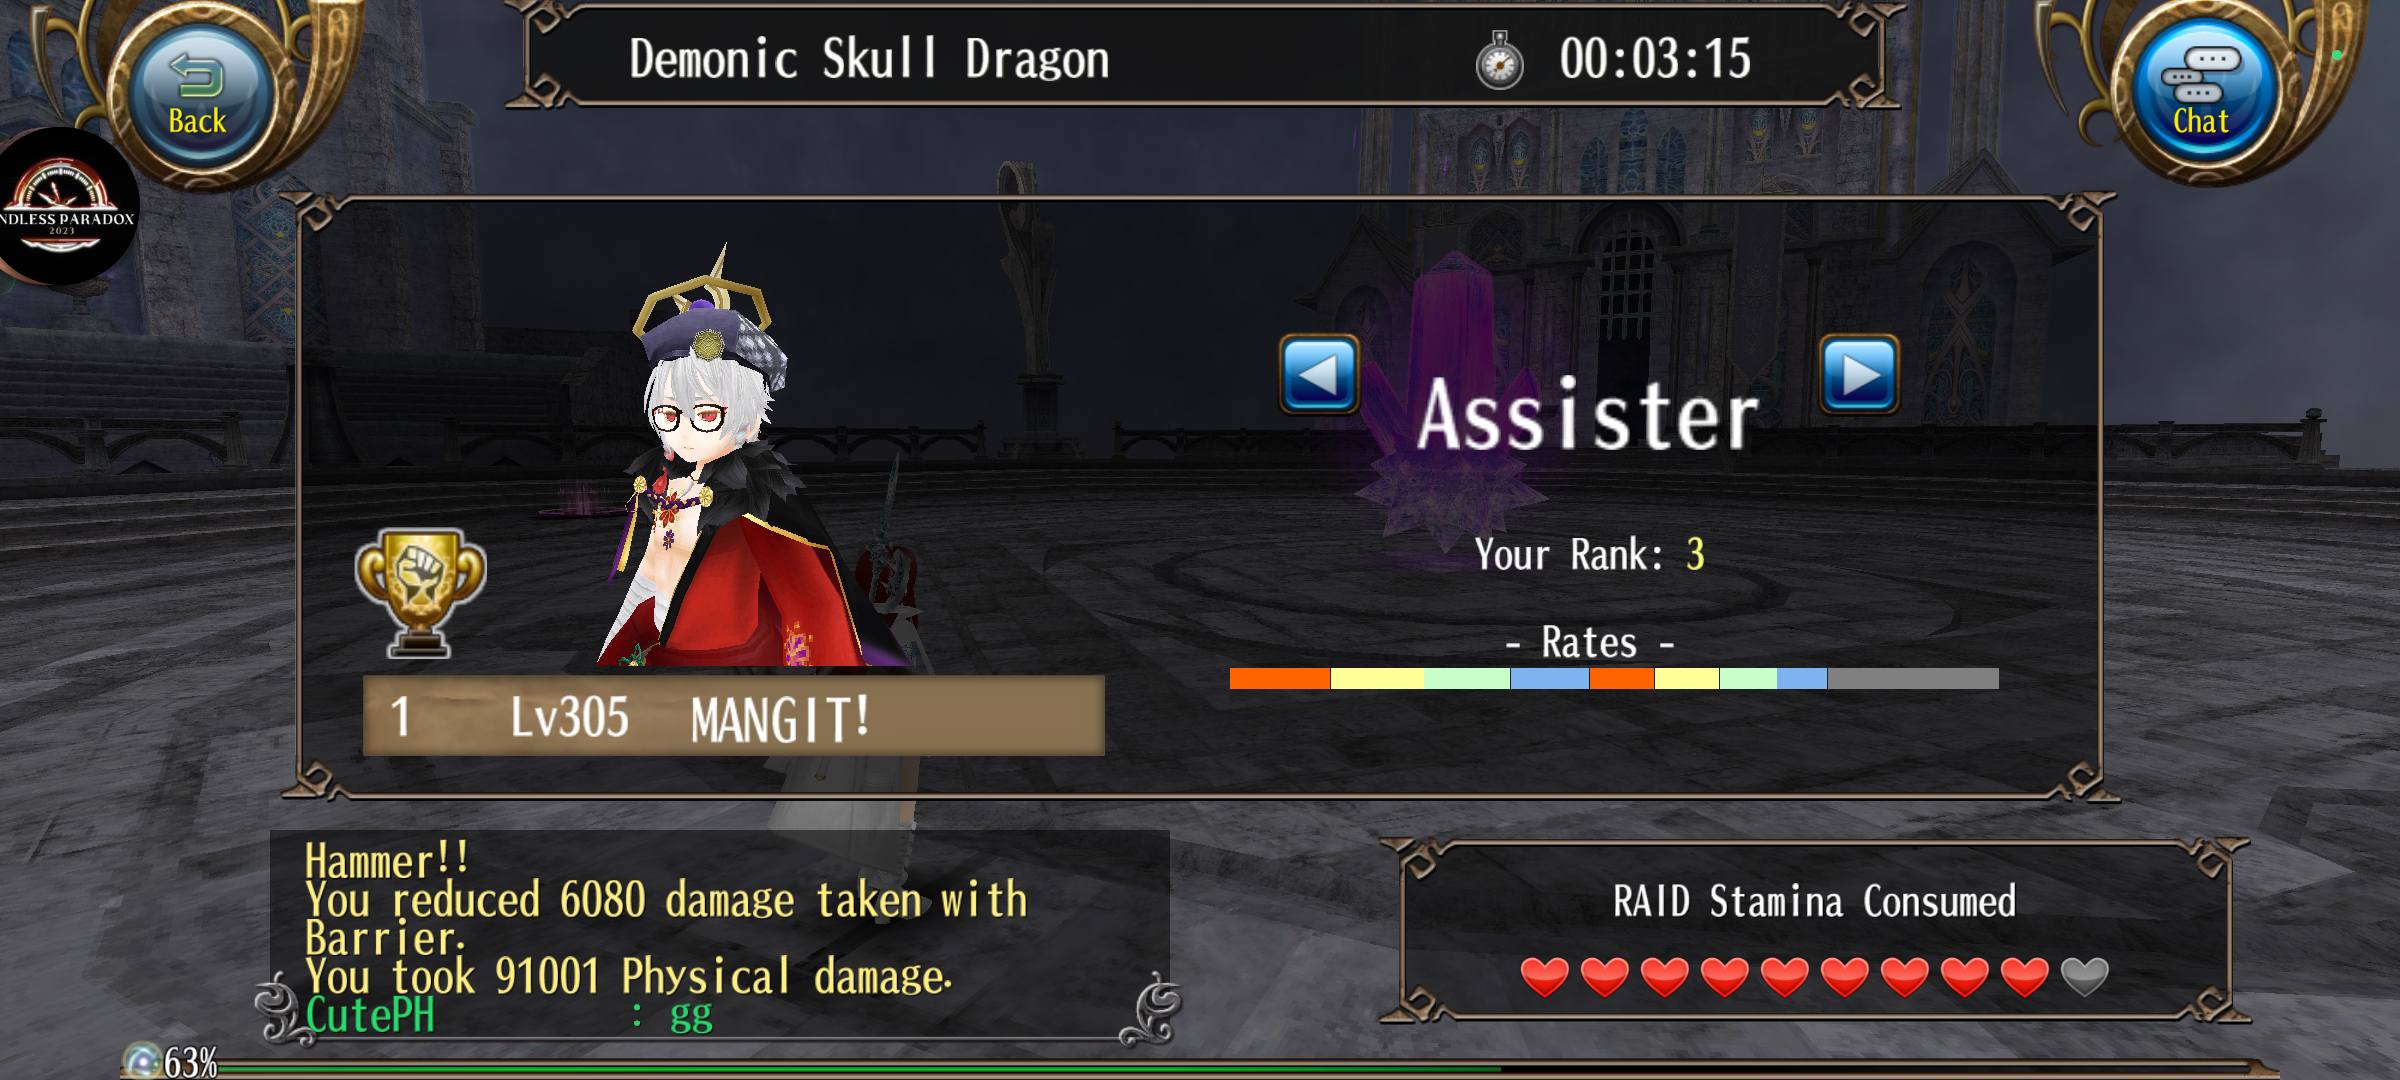 Back
Demonic Skull Dragon 00:03:15
Chat
NDLESS PARADOX
2023
Assister
Your Rank: 3
- Rates -
1 Lv305 MANGIT!
Hammer!!
You reduced 6080 damage taken with
Barrier.
You took 91001 Physical damage.
CutePH : gg
RAID Stamina Consumed
63%